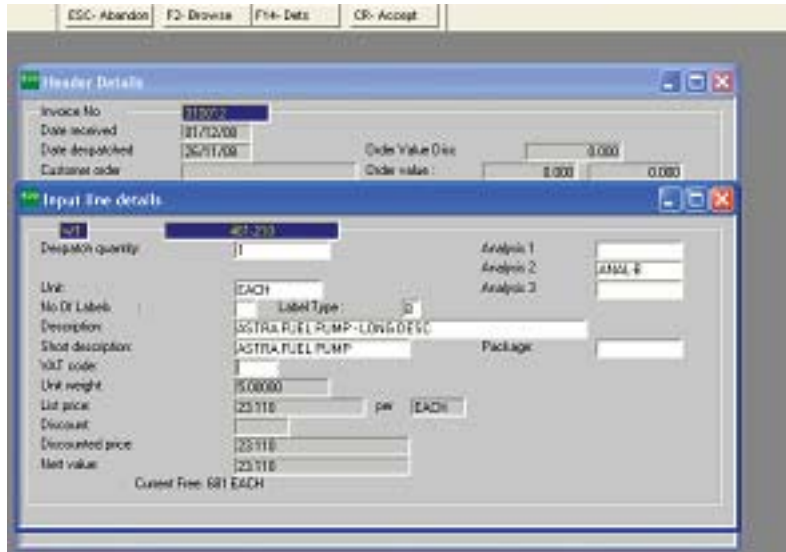 ESC- Abandon F2- Browse F14- Dets CR- Accept
Header Details
Invoice No
Date received 01/12/08
Date despatched 26/11/08 Order Value Disc 0.000
Customer order Order value : 0.000 0.000
Input line details
Despatch quantity: 1 Analysis 1
Analysis 2 ANAL-B
Unit: EACH Analysis 3
No Of Labels : Label Type :
Description: ASTRA FUEL PUMP - LONG DESC
Short description: ASTRA FUEL PUMP Package:
VAT code:
Unit weight 5.00000
List price: 23.110 per EACH
Discount
Discounted price: 23.110
Nett value: 23.110
Current Free: 681 EACH